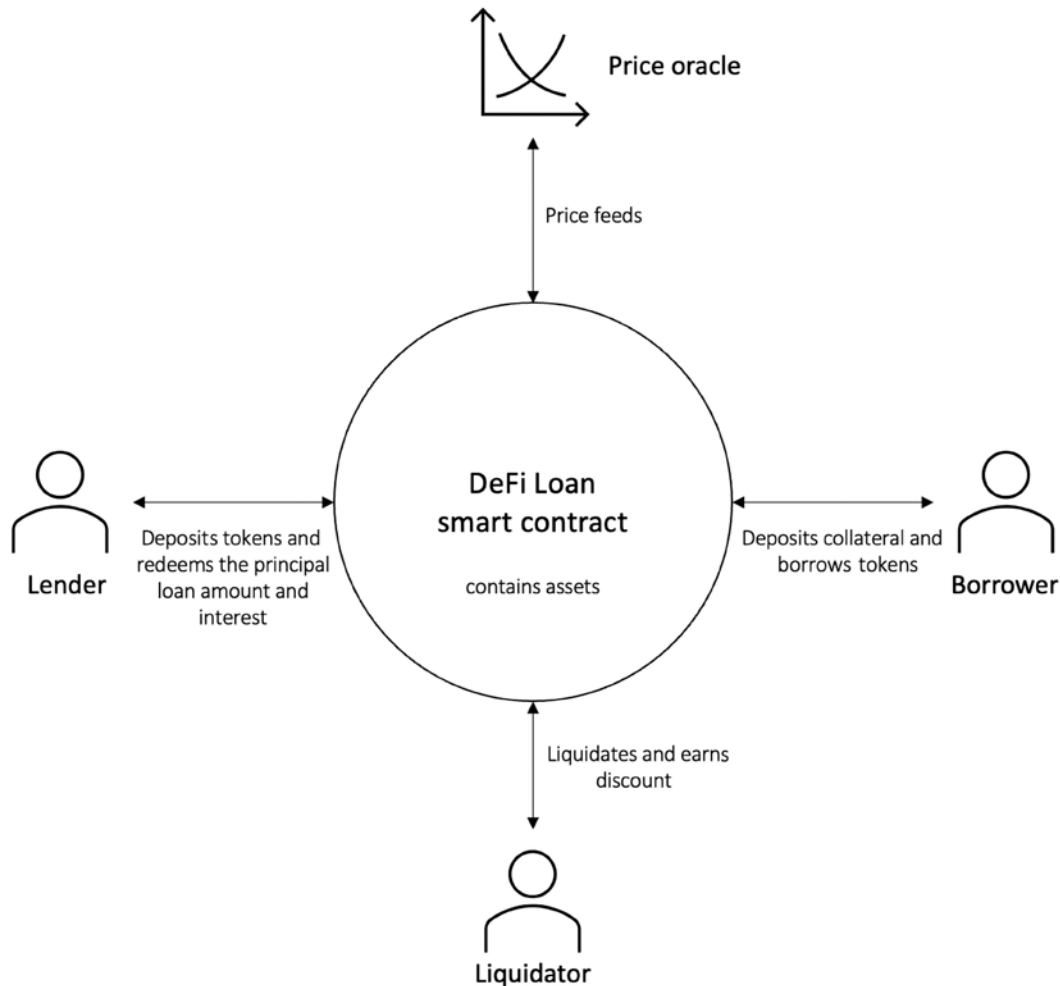 Price oracle
Price feeds
DeFi Loan
smart contract
contains assets
Deposits tokens and
redeems the principal
loan amount and
interest
Lender
Deposits collateral and
borrows tokens
Borrower
Liquidates and earns
discount
Liquidator